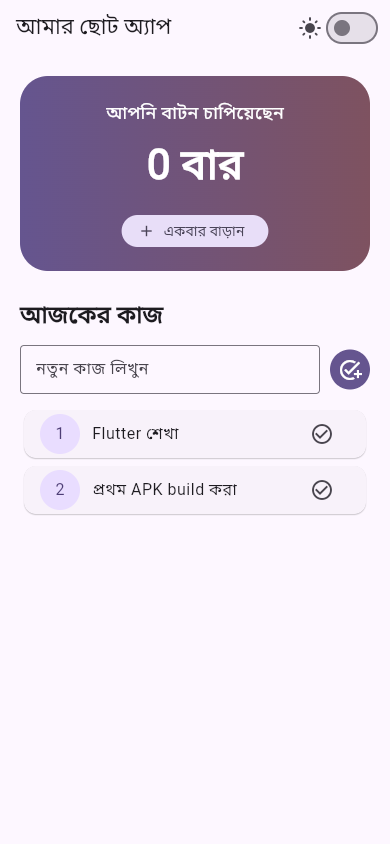 আমার ছোট অ্যাপ
আপনি বাটন চাপিয়েছেন
0 বার
একবার বাড়ান
আজকের কাজ
নতুন কাজ লিখুন
1 Flutter শেখা
2 প্রথম APK build করা